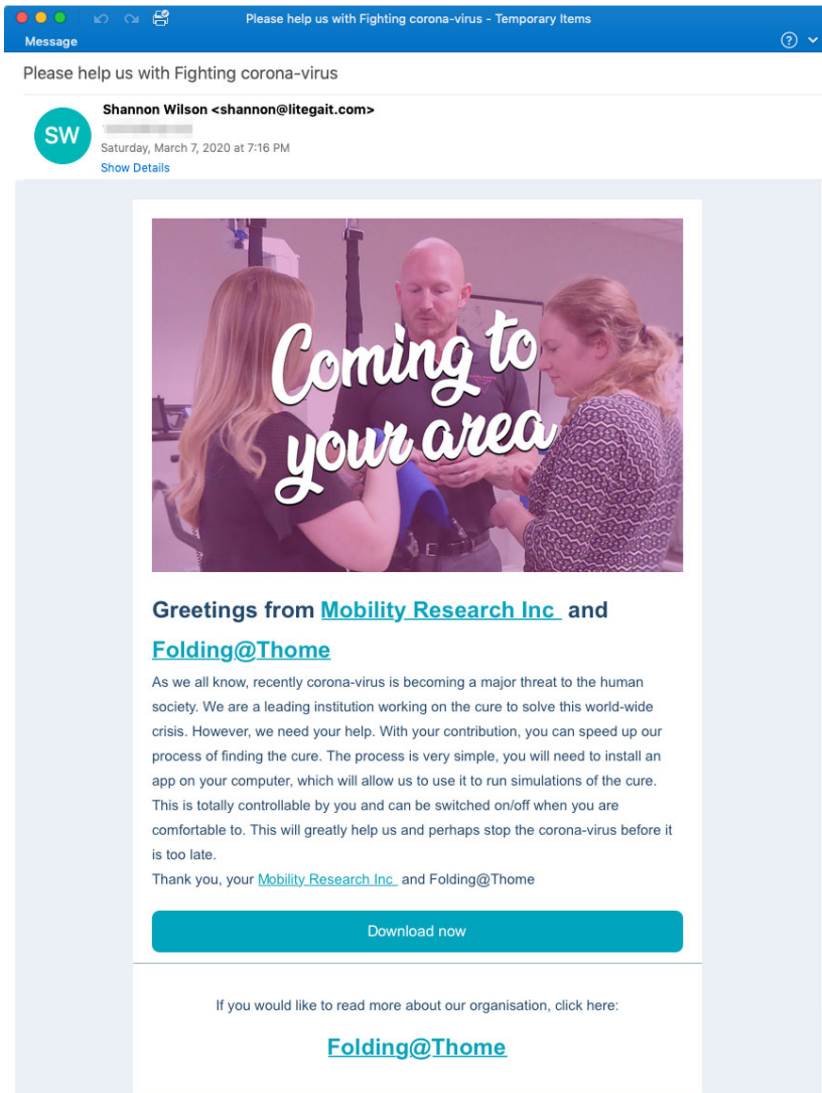 Please help us with Fighting corona-virus - Temporary Items
Message
Please help us with Fighting corona-virus
SW
Shannon Wilson <shannon@litegait.com>
Saturday, March 7, 2020 at 7:16 PM
Show Details
Coming to
your area
Greetings from Mobility Research Inc and
Folding@Thome
As we all know, recently corona-virus is becoming a major threat to the human
society. We are a leading institution working on the cure to solve this world-wide
crisis. However, we need your help. With your contribution, you can speed up our
process of finding the cure. The process is very simple, you will need to install an
app on your computer, which will allow us to use it to run simulations of the cure.
This is totally controllable by you and can be switched on/off when you are
comfortable to. This will greatly help us and perhaps stop the corona-virus before it
is too late.
Thank you, your Mobility Research Inc and Folding@Thome
Download now
If you would like to read more about our organisation, click here:
Folding@Thome